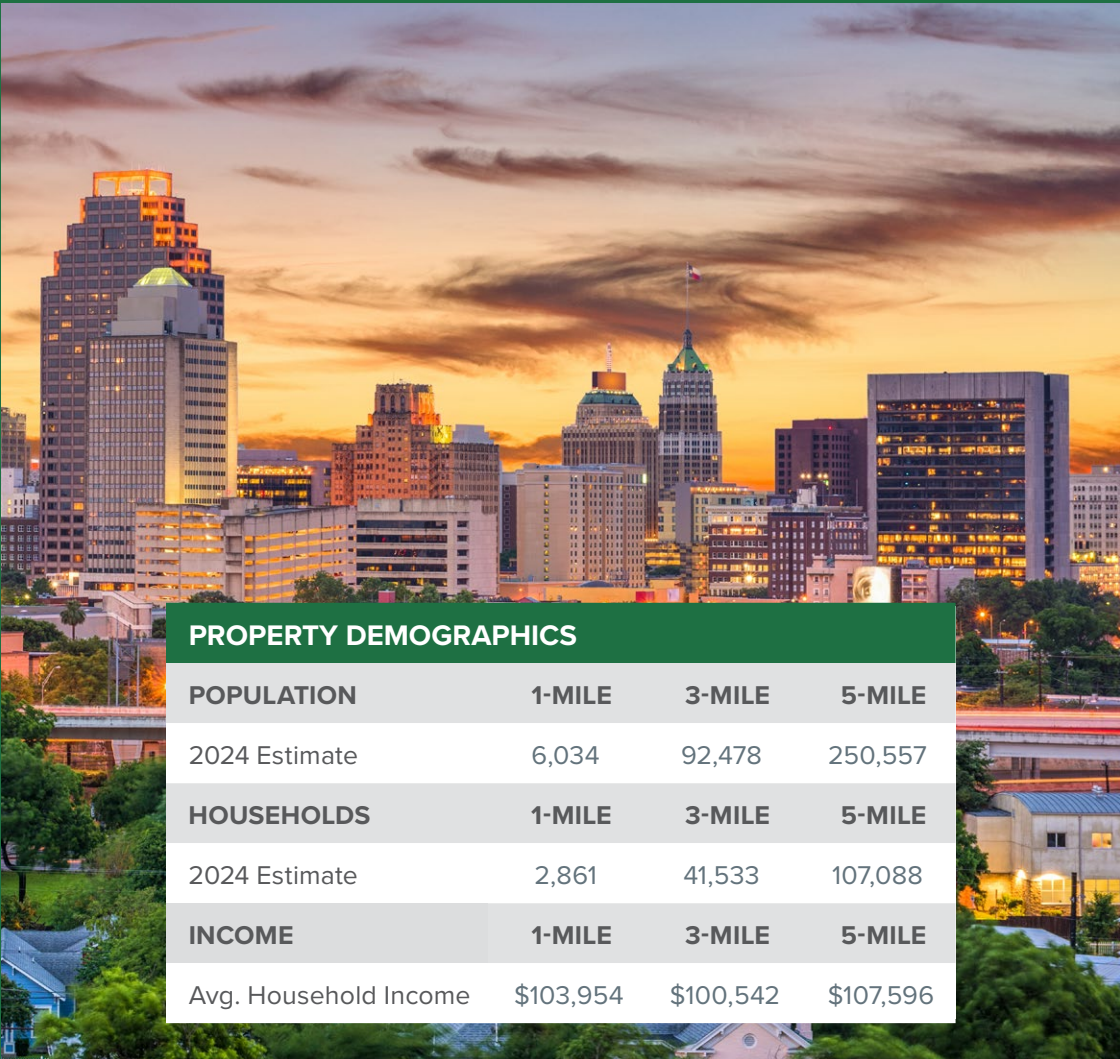 PROPERTY DEMOGRAPHICS
POPULATION 1-MILE 3-MILE 5-MILE
2024 Estimate 6,034 92,478 250,557
HOUSEHOLDS 1-MILE 3-MILE 5-MILE
2024 Estimate 2,861 41,533 107,088
INCOME 1-MILE 3-MILE 5-MILE
Avg. Household Income $103,954 $100,542 $107,596